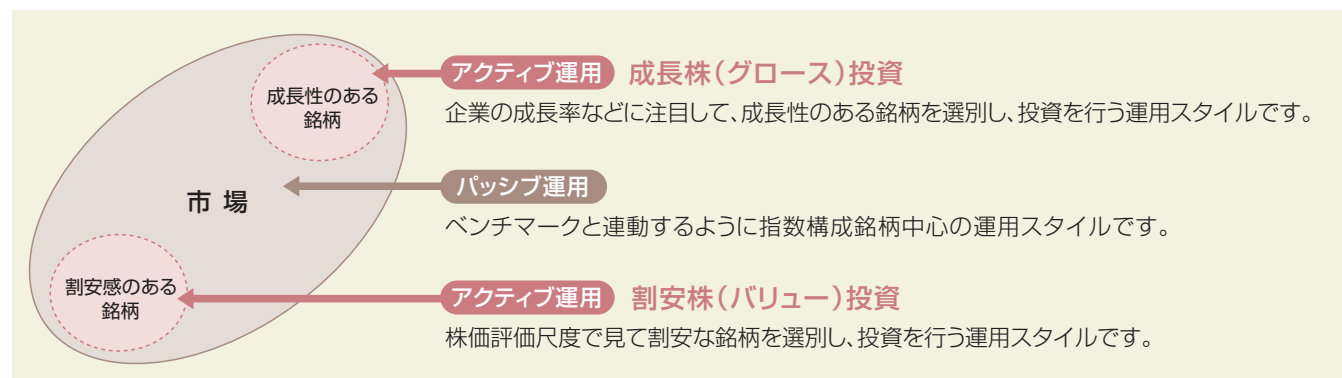 アクティブ運用 成長株（グロース）投資
成長性のある
銘柄
企業の成長率などに注目して、成長性のある銘柄を選別し、投資を行う運用スタイルです。
市場
パッシブ運用
ベンチマークと連動するように指数構成銘柄中心の運用スタイルです。
割安感のある
銘柄
アクティブ運用 割安株（バリュー）投資
株価評価尺度で見て割安な銘柄を選別し、投資を行う運用スタイルです。